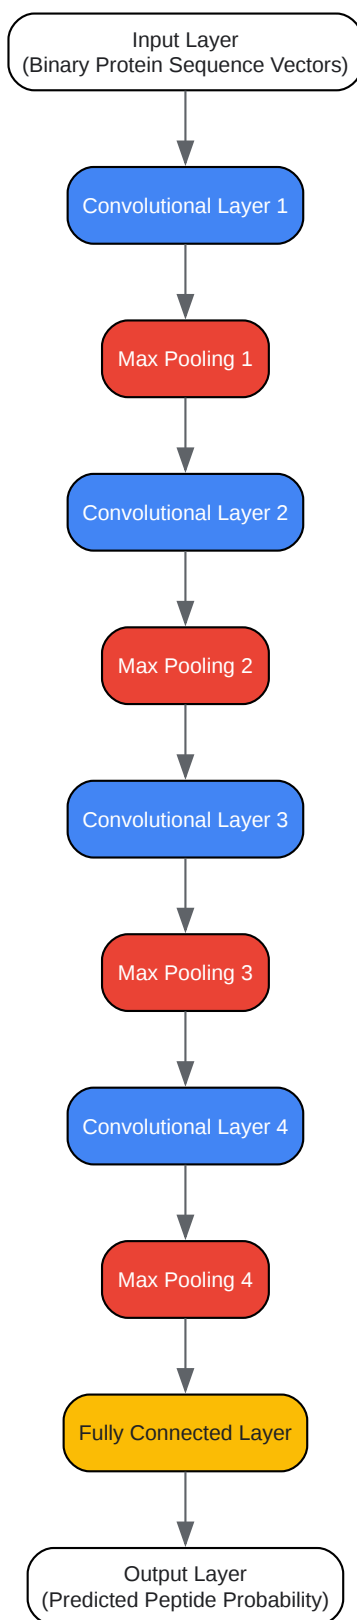 Input Layer
(Binary Protein Sequence Vectors)
Convolutional Layer 1
Max Pooling 1
Convolutional Layer 2
Max Pooling 2
Convolutional Layer 3
Max Pooling 3
Convolutional Layer 4
Max Pooling 4
Fully Connected Layer
Output Layer
(Predicted Peptide Probability)